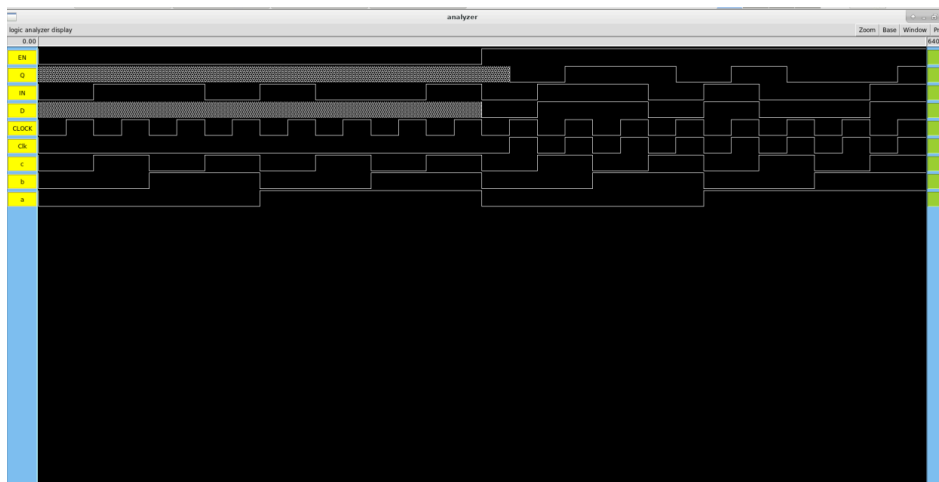 analyzer
logic analyzer display
Zoom Base Window
0.00
640
EN
Q
IN
D
CLOCK
Clk
c
b
a